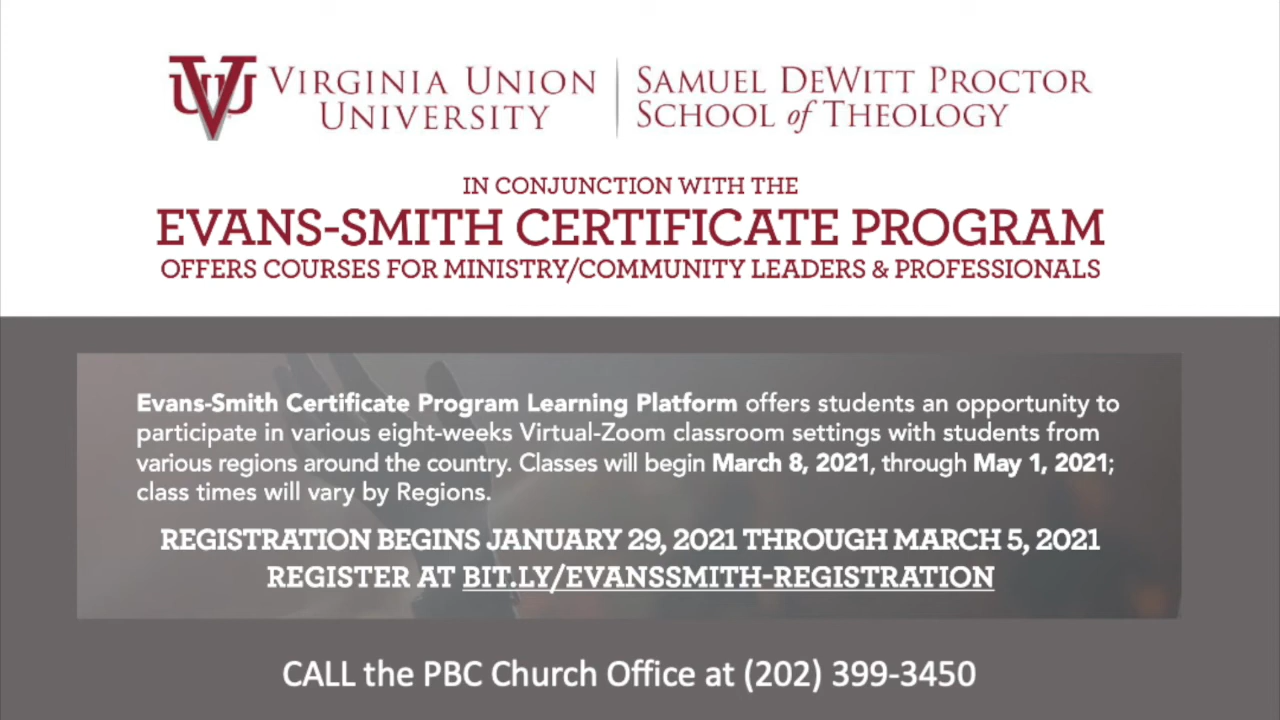 VIRGINIA UNION
UNIVERSITY
SAMUEL DEWITT PROCTOR
SCHOOL of THEOLOGY
IN CONJUNCTION WITH THE
EVANS-SMITH CERTIFICATE PROGRAM
OFFERS COURSES FOR MINISTRY/COMMUNITY LEADERS & PROFESSIONALS
Evans-Smith Certificate Program Learning Platform offers students an opportunity to
participate in various eight-weeks Virtual-Zoom classroom settings with students from
various regions around the country. Classes will begin March 8, 2021, through May 1, 2021;
class times will vary by Regions.
REGISTRATION BEGINS JANUARY 29, 2021 THROUGH MARCH 5, 2021
REGISTER AT BIT.LY/EVANSSMITH-REGISTRATION
CALL the PBC Church Office at (202) 399-3450